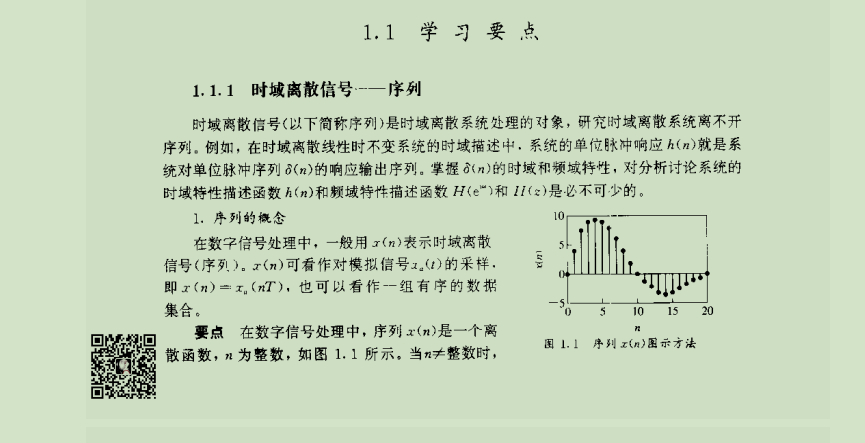 1.1 学习要点
1.1.1 时域离散信号——序列
时域离散信号(以下简称序列)是时域离散系统处理的对象，研究时域离散系统离不开
序列。例如，在时域离散线性时不变系统的时域描述中，系统的单位脉冲响应 h(n)就是系
统对单位脉冲序列 δ(n)的响应输出序列。掌握 δ(n)的时域和频域特性，对分析讨论系统的
时域特性描述函数 h(n)和频域特性描述函数 H(e^jω)和 H(z)是必不可少的。
1. 序列的概念
在数字信号处理中，一般用 x(n)表示时域离散
信号(序列)。x(n)可看作对模拟信号 xₐ(t)的采样，
即 x(n)=xₐ(nT)，也可以看作一组有序的数据
集合。
要点 在数字信号处理中，序列 x(n)是一个离
散函数，n 为整数，如图 1.1 所示。当n≠整数时，
10
5
0
-5
x(n)
0 5 10 15 20
n
图 1.1 序列 x(n)图示方法